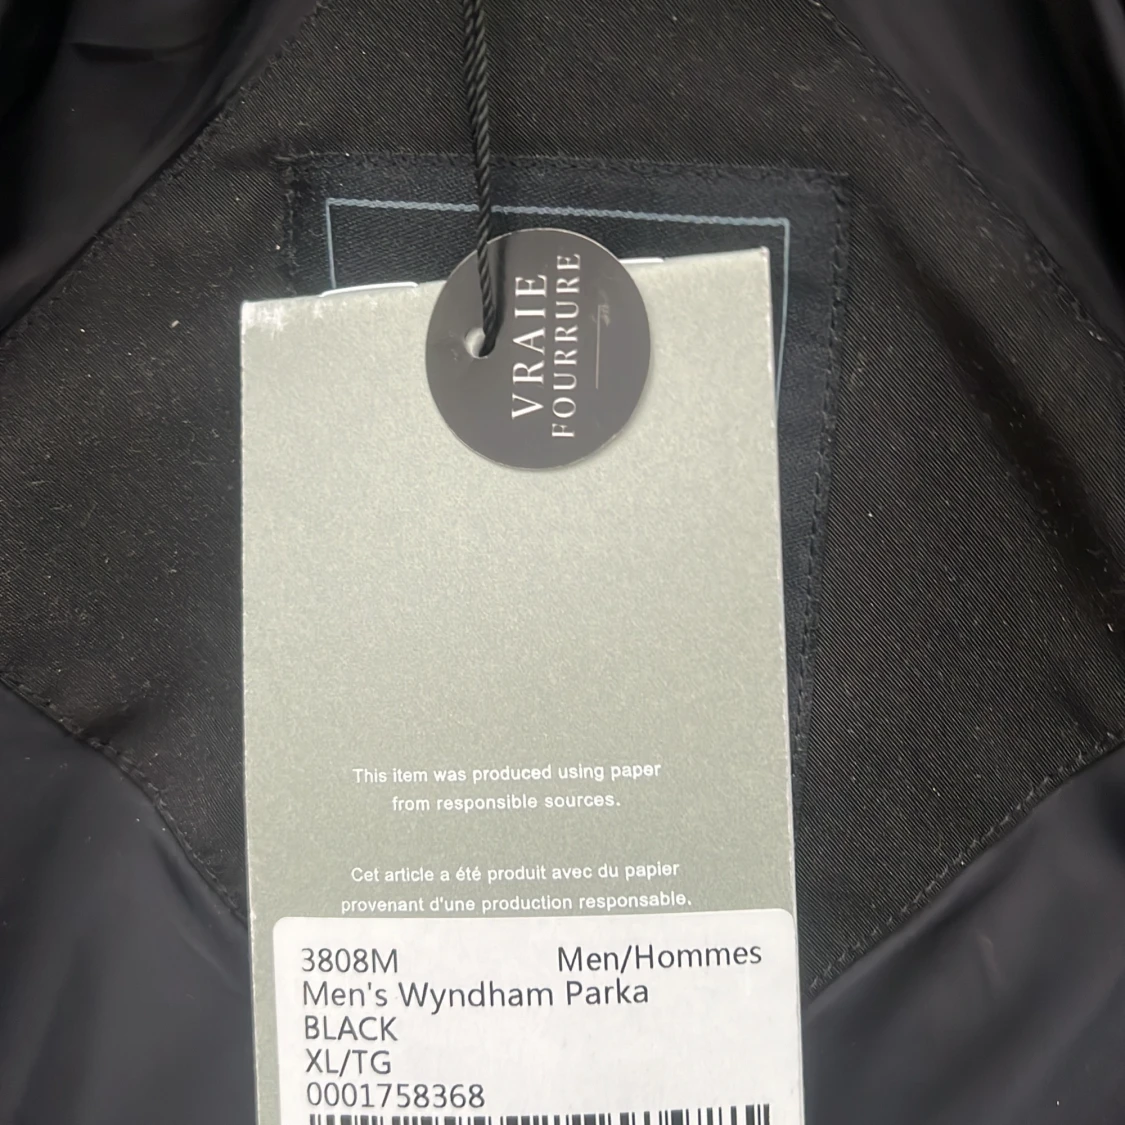 VRAIE
FOURRURE
This item was produced using paper
from responsible sources.
Cet article a été produit avec du papier
provenant d'une production responsable.
3808M Men/Hommes
Men's Wyndham Parka
BLACK
XL/TG
0001758368